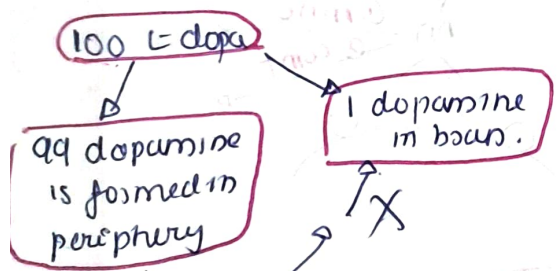 100 L-dopa
99 dopamine
is formed in
periphery
1 dopamine
in brain.
X